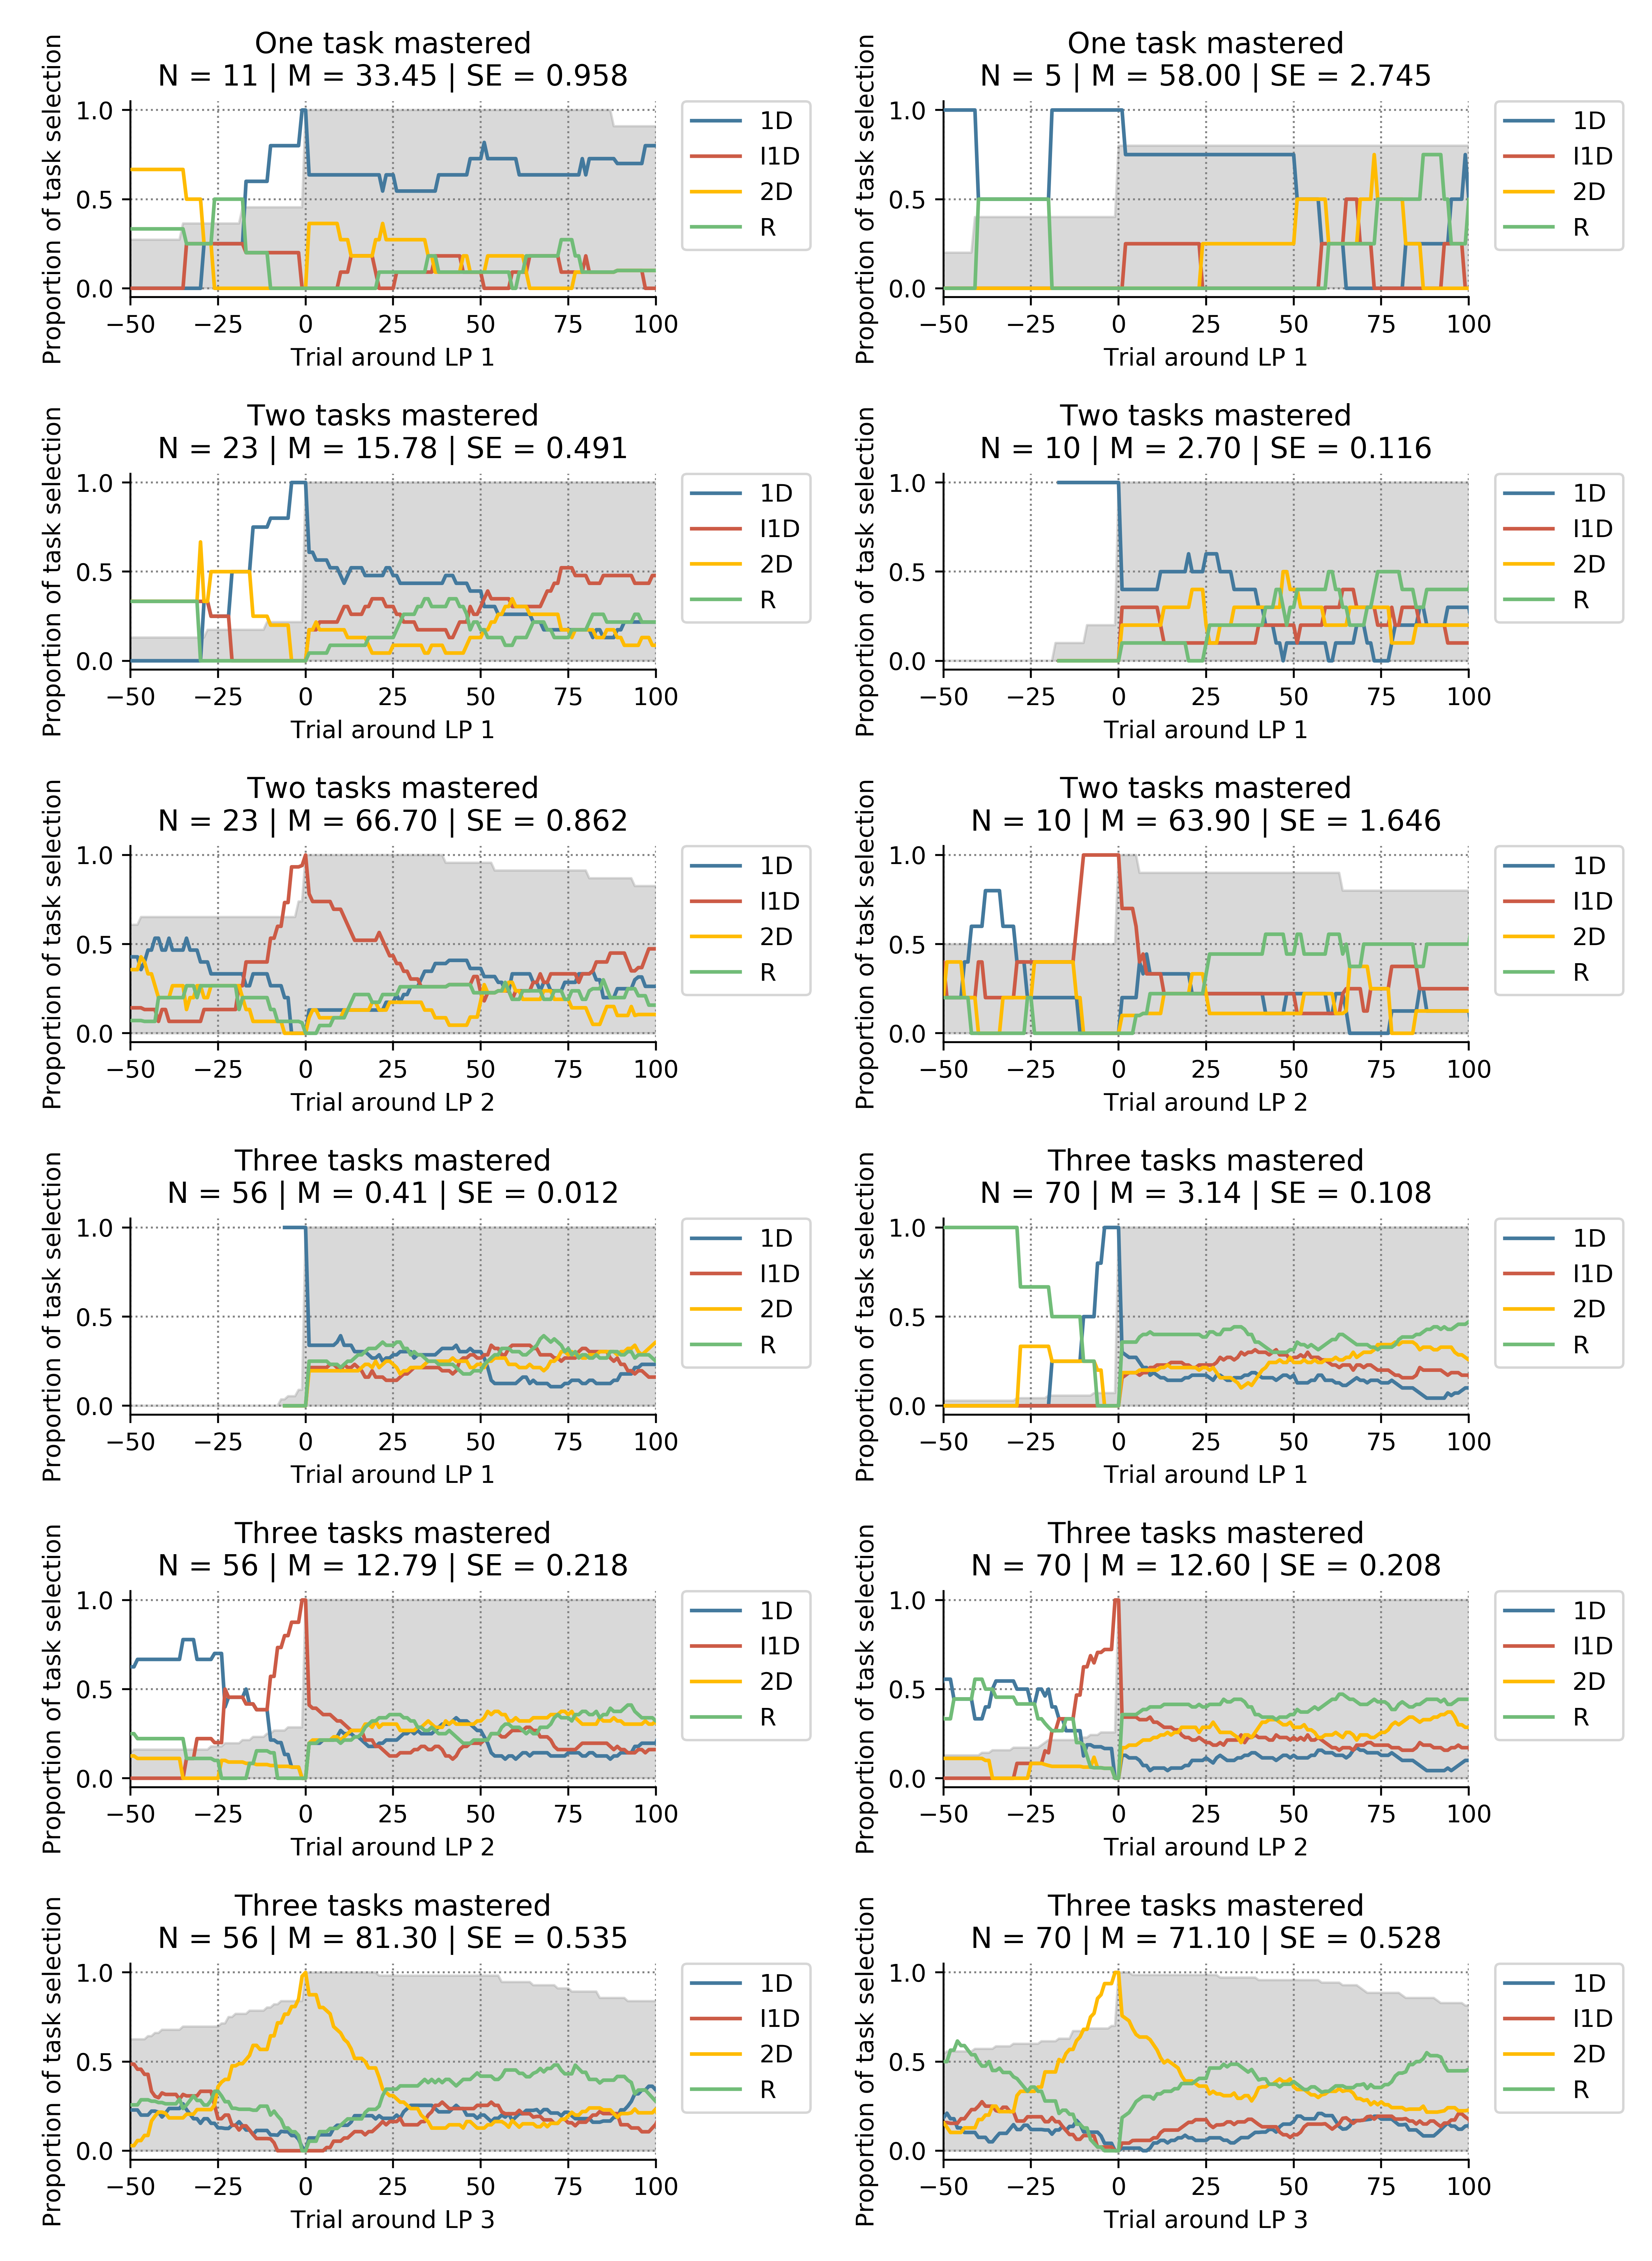 One task mastered
N = 11 | M = 33.45 | SE = 0.958
Proportion of task selection
1.0
0.5
0.0
−50 −25 0 25 50 75 100
Trial around LP 1
1D
I1D
2D
R
One task mastered
N = 5 | M = 58.00 | SE = 2.745
Proportion of task selection
1.0
0.5
0.0
−50 −25 0 25 50 75 100
Trial around LP 1
1D
I1D
2D
R
Two tasks mastered
N = 23 | M = 15.78 | SE = 0.491
Proportion of task selection
1.0
0.5
0.0
−50 −25 0 25 50 75 100
Trial around LP 1
1D
I1D
2D
R
Two tasks mastered
N = 10 | M = 2.70 | SE = 0.116
Proportion of task selection
1.0
0.5
0.0
−50 −25 0 25 50 75 100
Trial around LP 1
1D
I1D
2D
R
Two tasks mastered
N = 23 | M = 66.70 | SE = 0.862
Proportion of task selection
1.0
0.5
0.0
−50 −25 0 25 50 75 100
Trial around LP 2
1D
I1D
2D
R
Two tasks mastered
N = 10 | M = 63.90 | SE = 1.646
Proportion of task selection
1.0
0.5
0.0
−50 −25 0 25 50 75 100
Trial around LP 2
1D
I1D
2D
R
Three tasks mastered
N = 56 | M = 0.41 | SE = 0.012
Proportion of task selection
1.0
0.5
0.0
−50 −25 0 25 50 75 100
Trial around LP 1
1D
I1D
2D
R
Three tasks mastered
N = 70 | M = 3.14 | SE = 0.108
Proportion of task selection
1.0
0.5
0.0
−50 −25 0 25 50 75 100
Trial around LP 1
1D
I1D
2D
R
Three tasks mastered
N = 56 | M = 12.79 | SE = 0.218
Proportion of task selection
1.0
0.5
0.0
−50 −25 0 25 50 75 100
Trial around LP 2
1D
I1D
2D
R
Three tasks mastered
N = 70 | M = 12.60 | SE = 0.208
Proportion of task selection
1.0
0.5
0.0
−50 −25 0 25 50 75 100
Trial around LP 2
1D
I1D
2D
R
Three tasks mastered
N = 56 | M = 81.30 | SE = 0.535
Proportion of task selection
1.0
0.5
0.0
−50 −25 0 25 50 75 100
Trial around LP 3
1D
I1D
2D
R
Three tasks mastered
N = 70 | M = 71.10 | SE = 0.528
Proportion of task selection
1.0
0.5
0.0
−50 −25 0 25 50 75 100
Trial around LP 3
1D
I1D
2D
R